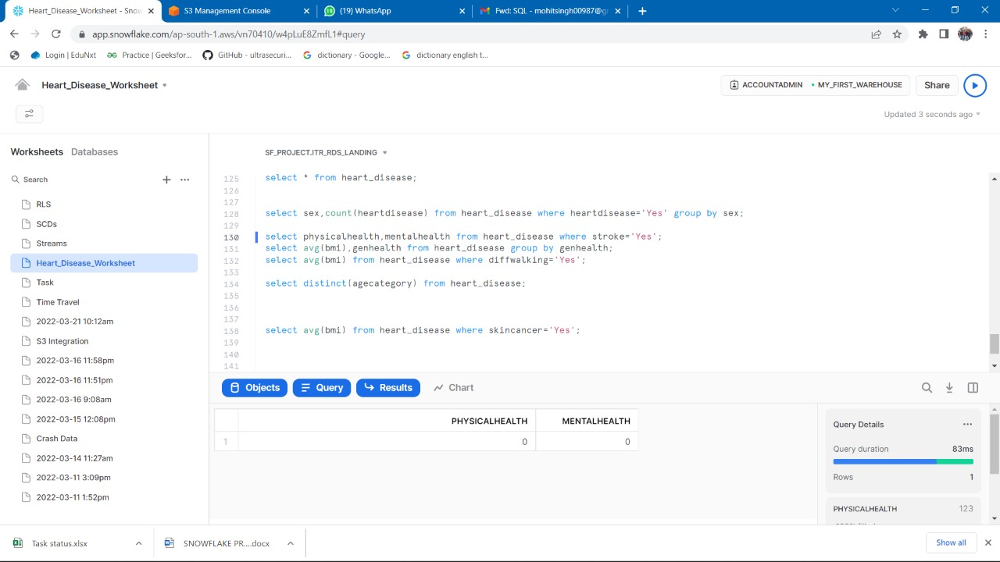 Heart_Disease_Worksheet - Snow
S3 Management Console
(19) WhatsApp
Fwd: SQL - mohitsingh00987@g
app.snowflake.com/ap-south-1.aws/vn70410/w4pLuE8ZmfL1#query
Login | EduNxt
Practice | Geeksfor...
GitHub - ultrasecuri...
dictionary - Google...
dictionary english t...
Heart_Disease_Worksheet
ACCOUNTADMIN
MY_FIRST_WAREHOUSE
Share
Updated 3 seconds ago
Worksheets
Databases
SF_PROJECT.ITR_RDS_LANDING
Search
RLS
SCDs
Streams
Heart_Disease_Worksheet
Task
Time Travel
2022-03-21 10:12am
S3 Integration
2022-03-16 11:58pm
2022-03-16 11:51pm
2022-03-16 9:08am
2022-03-15 12:08pm
Crash Data
2022-03-14 11:27am
2022-03-11 3:09pm
2022-03-11 1:52pm
125 select * from heart_disease;
126
127
128 select sex,count(heartdisease) from heart_disease where heartdisease='Yes' group by sex;
129
130 select physicalhealth,mentalhealth from heart_disease where stroke='Yes';
131 select avg(bmi),genhealth from heart_disease group by genhealth;
132 select avg(bmi) from heart_disease where diffwalking='Yes';
133
134 select distinct(agecategory) from heart_disease;
135
136
137
138 select avg(bmi) from heart_disease where skincancer='Yes';
139
140
141
Objects
Query
Results
Chart
PHYSICALHEALTH MENTALHEALTH
1 0 0
Query Details
Query duration 83ms
Rows 1
PHYSICALHEALTH 123
Task status.xlsx
SNOWFLAKE PR....docx
Show all